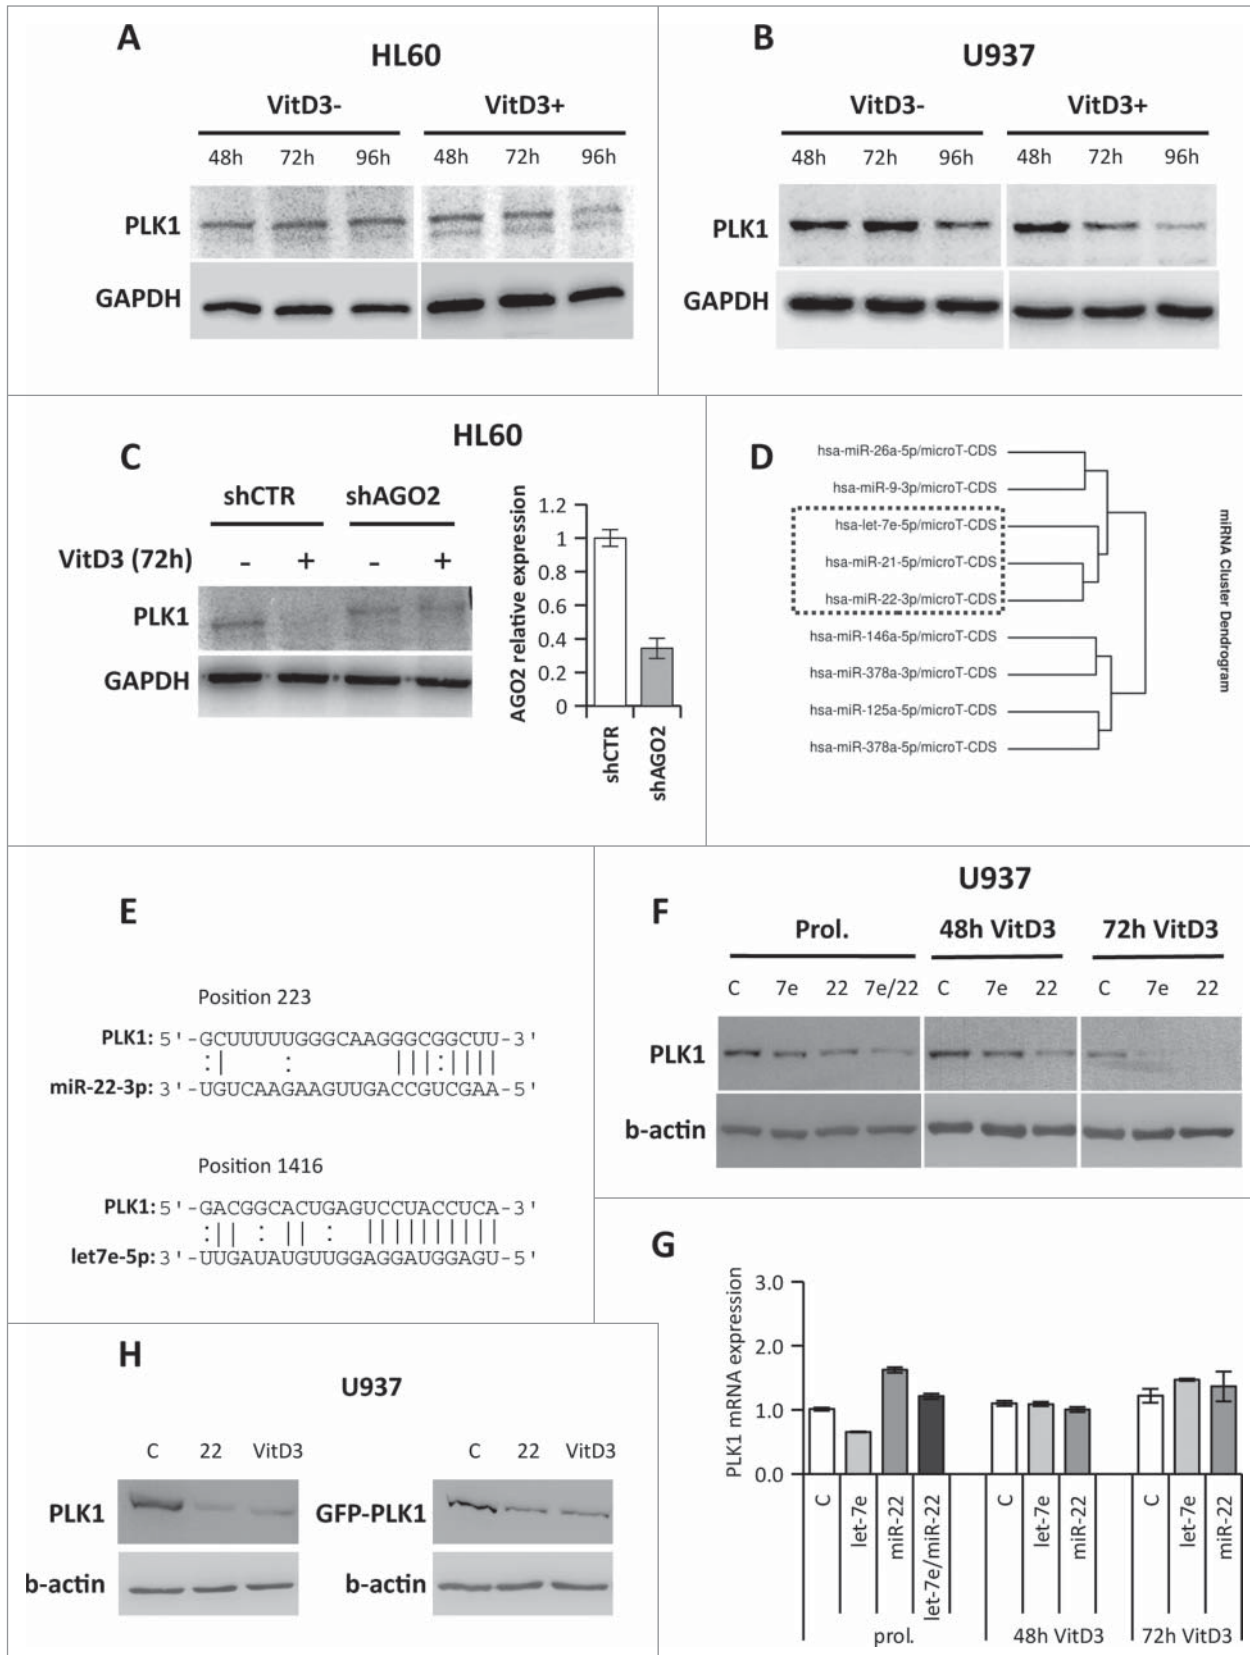 A
HL60
VitD3- VitD3+
48h 72h 96h 48h 72h 96h
PLK1
GAPDH
B
U937
VitD3- VitD3+
48h 72h 96h 48h 72h 96h
PLK1
GAPDH
C
HL60
shCTR shAGO2
VitD3 (72h) - + - +
PLK1
GAPDH
AGO2 relative expression
1.2
1
0.8
0.6
0.4
0.2
0
shCTR
shAGO2
D
hsa-miR-26a-5p/microT-CDS
hsa-miR-9-3p/microT-CDS
hsa-let-7e-5p/microT-CDS
hsa-miR-21-5p/microT-CDS
hsa-miR-22-3p/microT-CDS
hsa-miR-146a-5p/microT-CDS
hsa-miR-378a-3p/microT-CDS
hsa-miR-125a-5p/microT-CDS
hsa-miR-378a-5p/microT-CDS
miRNA Cluster Dendrogram
E
Position 223
PLK1: 5'-GCUUUUUGGGCAAGGGCGGCUU-3'
miR-22-3p: 3'-UGUCAAGAAGUUGACCGUCGAA-5'
Position 1416
PLK1: 5'-GACGGCACUGAGUCCUACCUCA-3'
let7e-5p: 3'-UUGAUAUGUUGGAGGAUGGAGU-5'
F
U937
Prol. 48h VitD3 72h VitD3
C 7e 22 7e/22 C 7e 22 C 7e 22
PLK1
b-actin
G
PLK1 mRNA expression
3.0
2.0
1.0
0.0
C
let-7e
miR-22
let-7e/miR-22
C
let-7e
miR-22
C
let-7e
miR-22
prol. 48h VitD3 72h VitD3
H
U937
C 22 VitD3 C 22 VitD3
PLK1 GFP-PLK1
b-actin b-actin